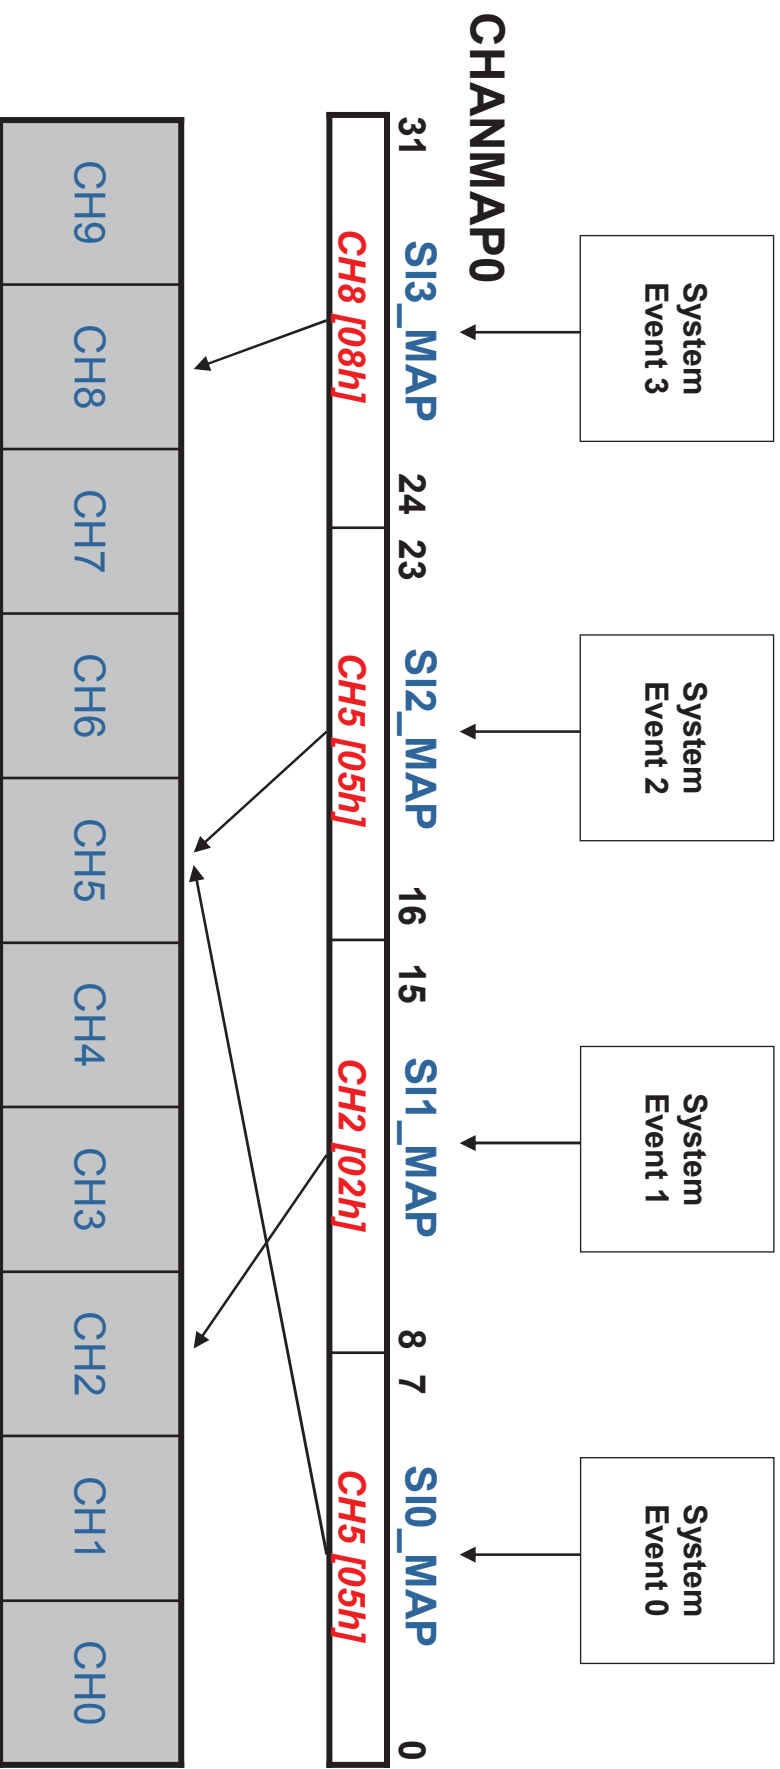 System
Event 3
System
Event 2
System
Event 1
System
Event 0
CHANMAP0
31 SI3_MAP 24 23 SI2_MAP 16 15 SI1_MAP 8 7 SI0_MAP 0
CH8 [08h] CH5 [05h] CH2 [02h] CH5 [05h]
CH9 CH8 CH7 CH6 CH5 CH4 CH3 CH2 CH1 CH0